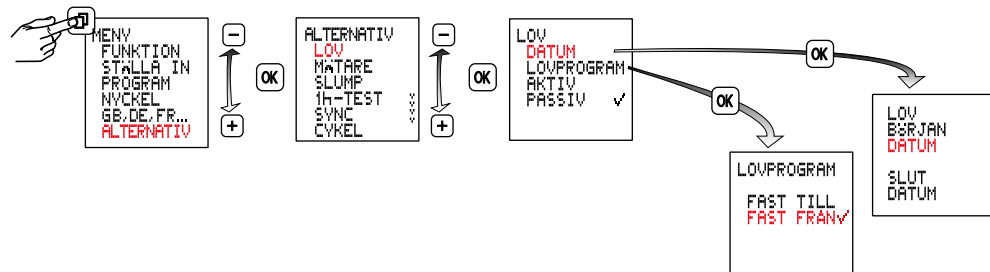 MENY
FUNKTION
STÄLLA IN
PROGRAM
NYCKEL
GB,DE,FR...
ALTERNATIV
−
+
OK
ALTERNATIV
LOV
MÄTARE
SLUMP
1h-TEST
SYNC
CYKEL
−
+
OK
LOV
DATUM
LOVPROGRAM
AKTIV
PASSIV ✓
OK
OK
LOVPROGRAM
FAST TILL
FAST FRÅN✓
LOV
BÖRJAN
DATUM
SLUT
DATUM